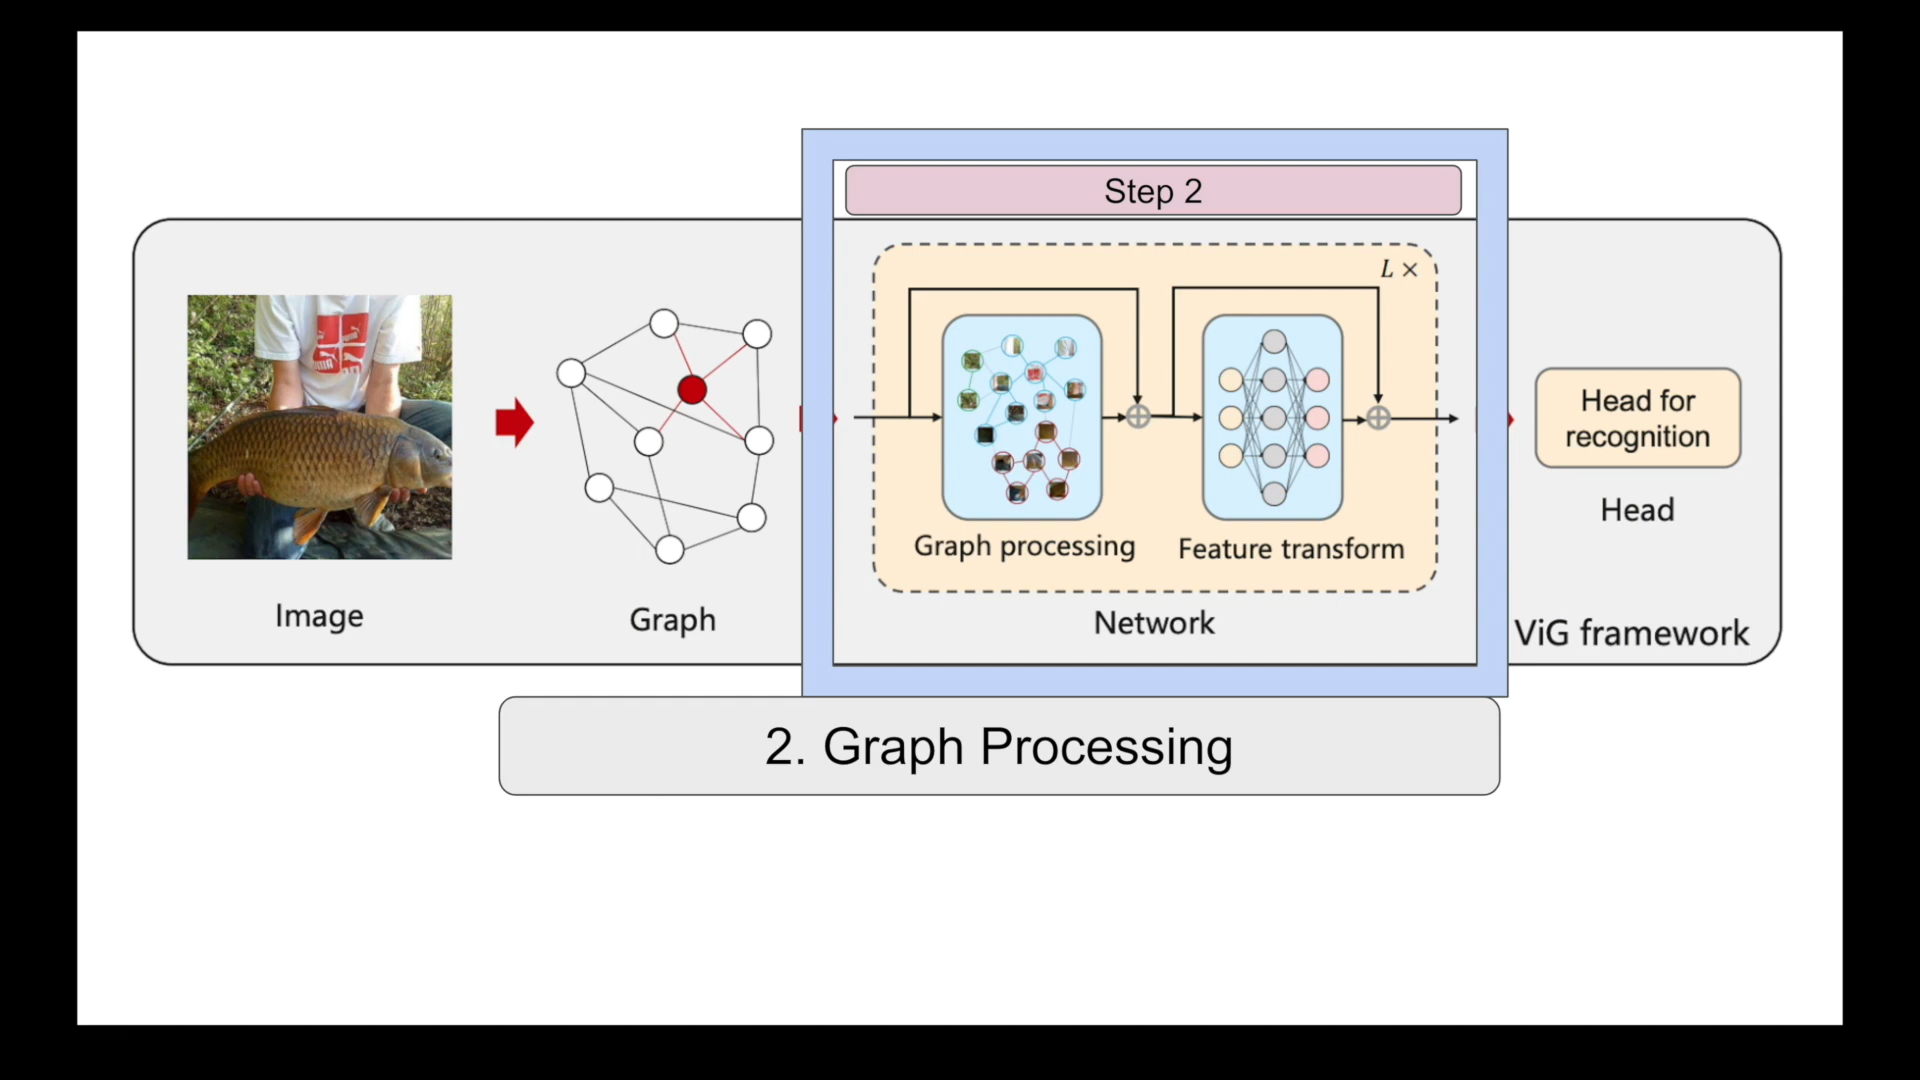 Step 2
L ×
Graph processing
Feature transform
Head for
recognition
Head
Image
Graph
Network
ViG framework
2. Graph Processing